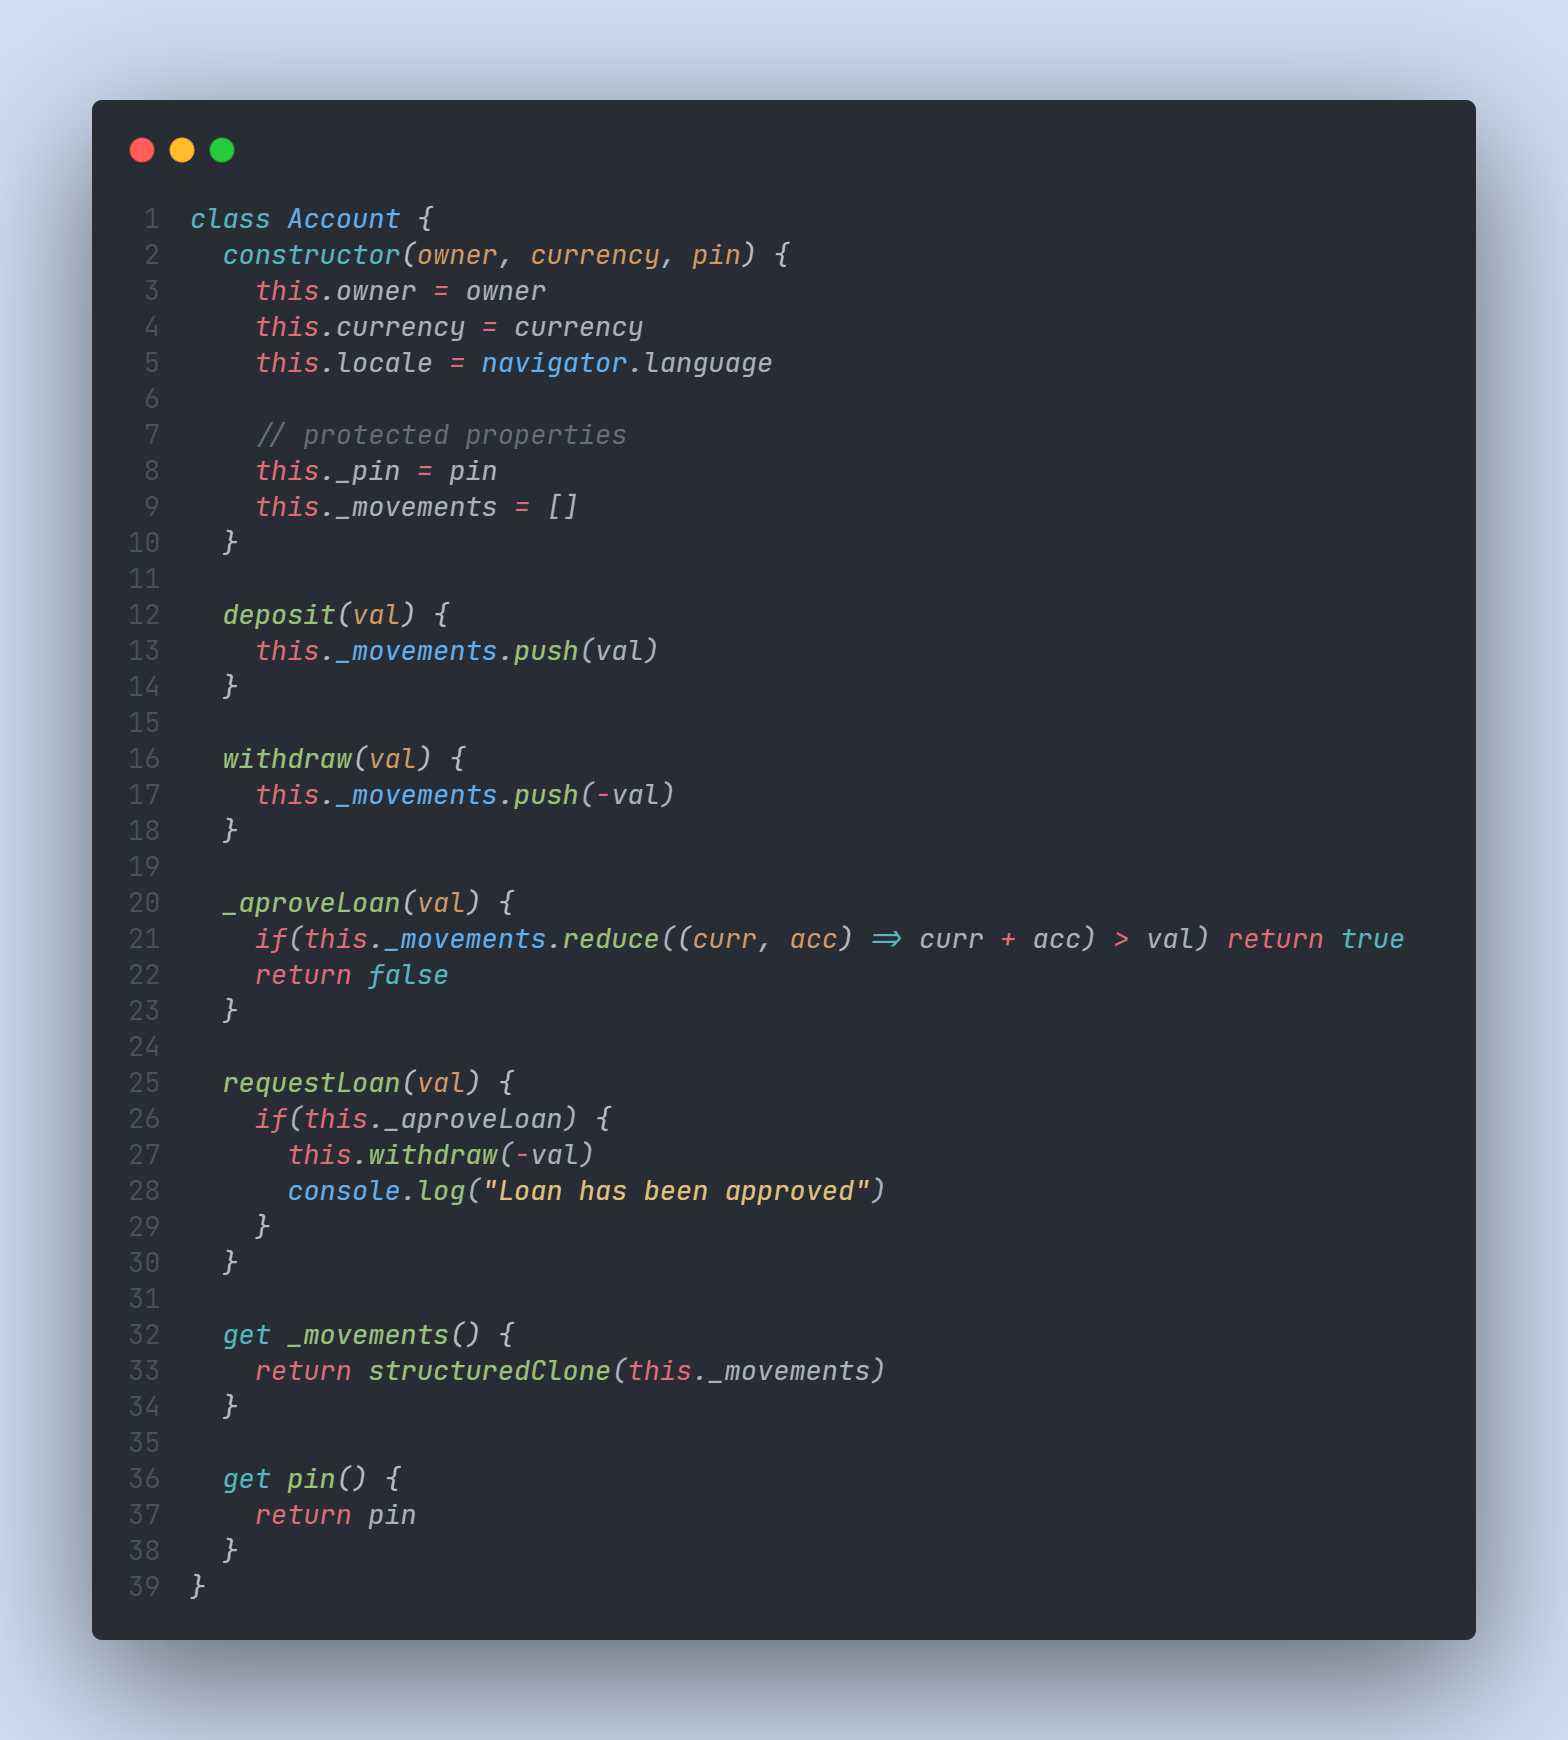 1 class Account {
2 constructor(owner, currency, pin) {
3 this.owner = owner
4 this.currency = currency
5 this.locale = navigator.language
6
7 // protected properties
8 this._pin = pin
9 this._movements = []
10 }
11
12 deposit(val) {
13 this._movements.push(val)
14 }
15
16 withdraw(val) {
17 this._movements.push(-val)
18 }
19
20 _aproveLoan(val) {
21 if(this._movements.reduce((curr, acc) => curr + acc) > val) return true
22 return false
23 }
24
25 requestLoan(val) {
26 if(this._aproveLoan) {
27 this.withdraw(-val)
28 console.log("Loan has been approved")
29 }
30 }
31
32 get _movements() {
33 return structuredClone(this._movements)
34 }
35
36 get pin() {
37 return pin
38 }
39 }